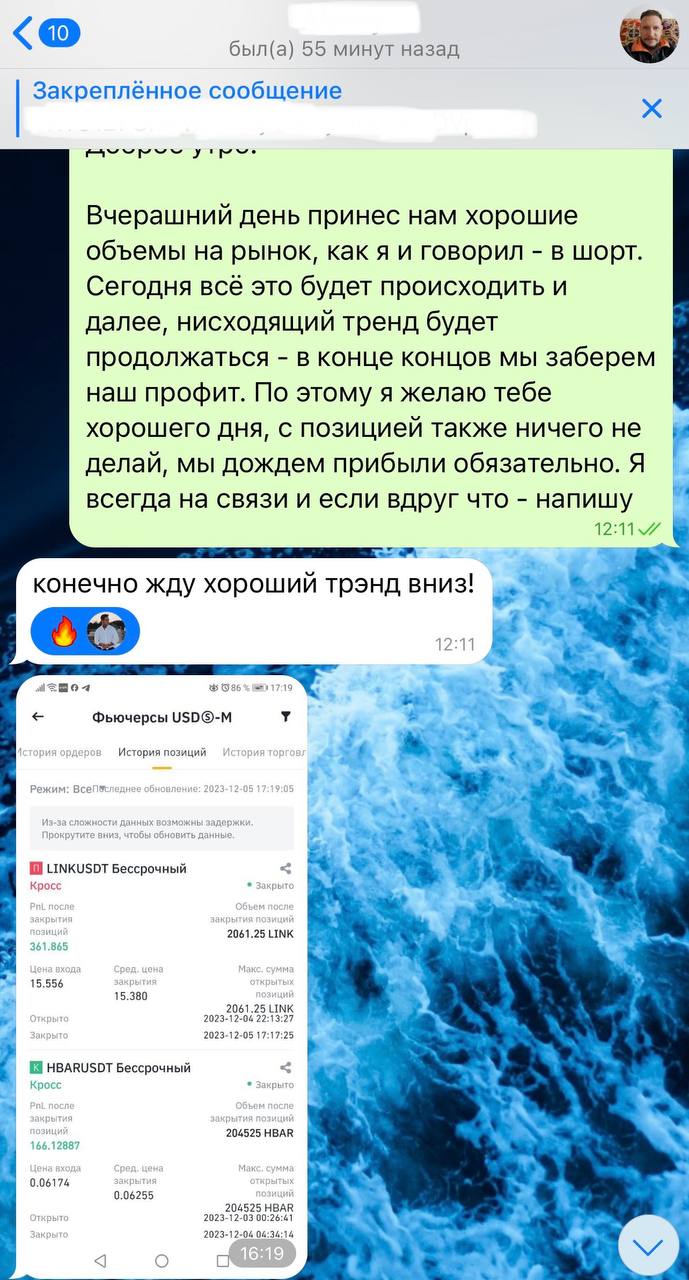 10
был(а) 55 минут назад
Закреплённое сообщение
Доброе утро!
Вчерашний день принес нам хорошие
объемы на рынок, как я и говорил - в шорт.
Сегодня всё это будет происходить и
далее, нисходящий тренд будет
продолжаться - в конце концов мы заберем
наш профит. По этому я желаю тебе
хорошего дня, с позицией также ничего не
делай, мы дождем прибыли обязательно. Я
всегда на связи и если вдруг что - напишу
12:11
конечно жду хороший трэнд вниз!
12:11
86 % 17:19
Фьючерсы USDⓈ-M
История ордеров История позиций История торговл
Режим: Все Последнее обновление: 2023-12-05 17:19:05
Из-за сложности данных возможны задержки.
Прокрутите вниз, чтобы обновить данные.
П LINKUSDT Бессрочный
Кросс Закрыто
PnL после закрытия позиций Объем после закрытия позиций
361.865 2061.25 LINK
Цена входа Сред. цена закрытия Макс. сумма открытых позиций
15.556 15.380 2061.25 LINK
Открыто 2023-12-04 22:13:27
Закрыто 2023-12-05 17:17:25
К HBARUSDT Бессрочный
Кросс Закрыто
PnL после закрытия позиций Объем после закрытия позиций
166.12887 204525 HBAR
Цена входа Сред. цена закрытия Макс. сумма открытых позиций
0.06174 0.06255 204525 HBAR
Открыто 2023-12-03 00:26:41
Закрыто 2023-12-04 04:34:14
16:19